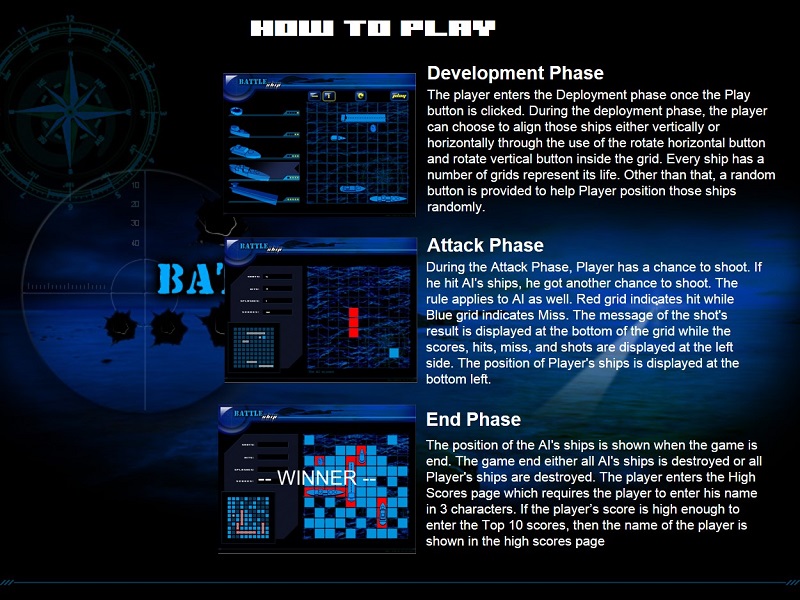 HOW TO PLAY
Development Phase
The player enters the Deployment phase once the Play
button is clicked. During the deployment phase, the player
can choose to align those ships either vertically or
horizontally through the use of the rotate horizontal button
and rotate vertical button inside the grid. Every ship has a
number of grids represent its life. Other than that, a random
button is provided to help Player position those ships
randomly.
BATTLE
ship
play
Attack Phase
During the Attack Phase, Player has a chance to shoot. If
he hit AI's ships, he got another chance to shoot. The
rule applies to AI as well. Red grid indicates hit while
Blue grid indicates Miss. The message of the shot's
result is displayed at the bottom of the grid while the
scores, hits, miss, and shots are displayed at the left
side. The position of Player's ships is displayed at the
bottom left.
BATTLE
ship
End Phase
The position of the AI's ships is shown when the game is
end. The game end either all AI's ships is destroyed or all
Player's ships are destroyed. The player enters the High
Scores page which requires the player to enter his name
in 3 characters. If the player's score is high enough to
enter the Top 10 scores, then the name of the player is
shown in the high scores page
BATTLE
ship
-- WINNER --
11
12
10
20
30
40